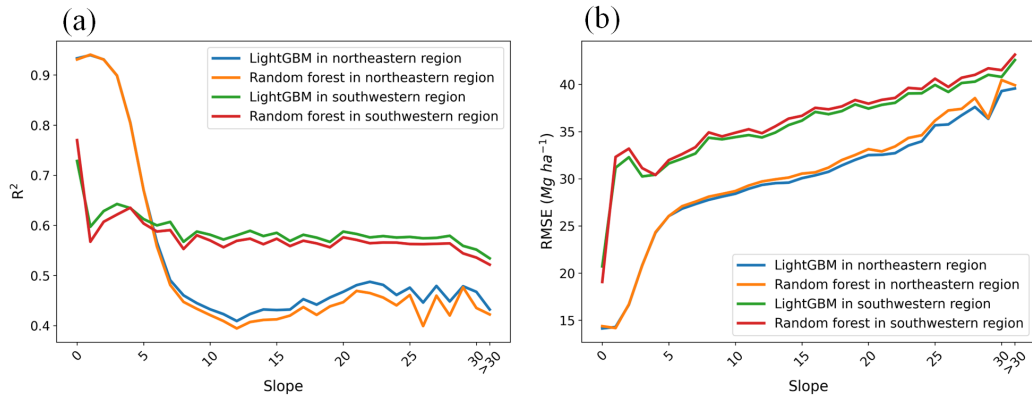 (a)
LightGBM in northeastern region
Random forest in northeastern region
LightGBM in southwestern region
Random forest in southwestern region
R²
0.9
0.8
0.7
0.6
0.5
0.4
0
5
10
15
20
25
30
>30
Slope
(b)
LightGBM in northeastern region
Random forest in northeastern region
LightGBM in southwestern region
Random forest in southwestern region
RMSE (Mg ha⁻¹)
40
35
30
25
20
15
0
5
10
15
20
25
30
>30
Slope